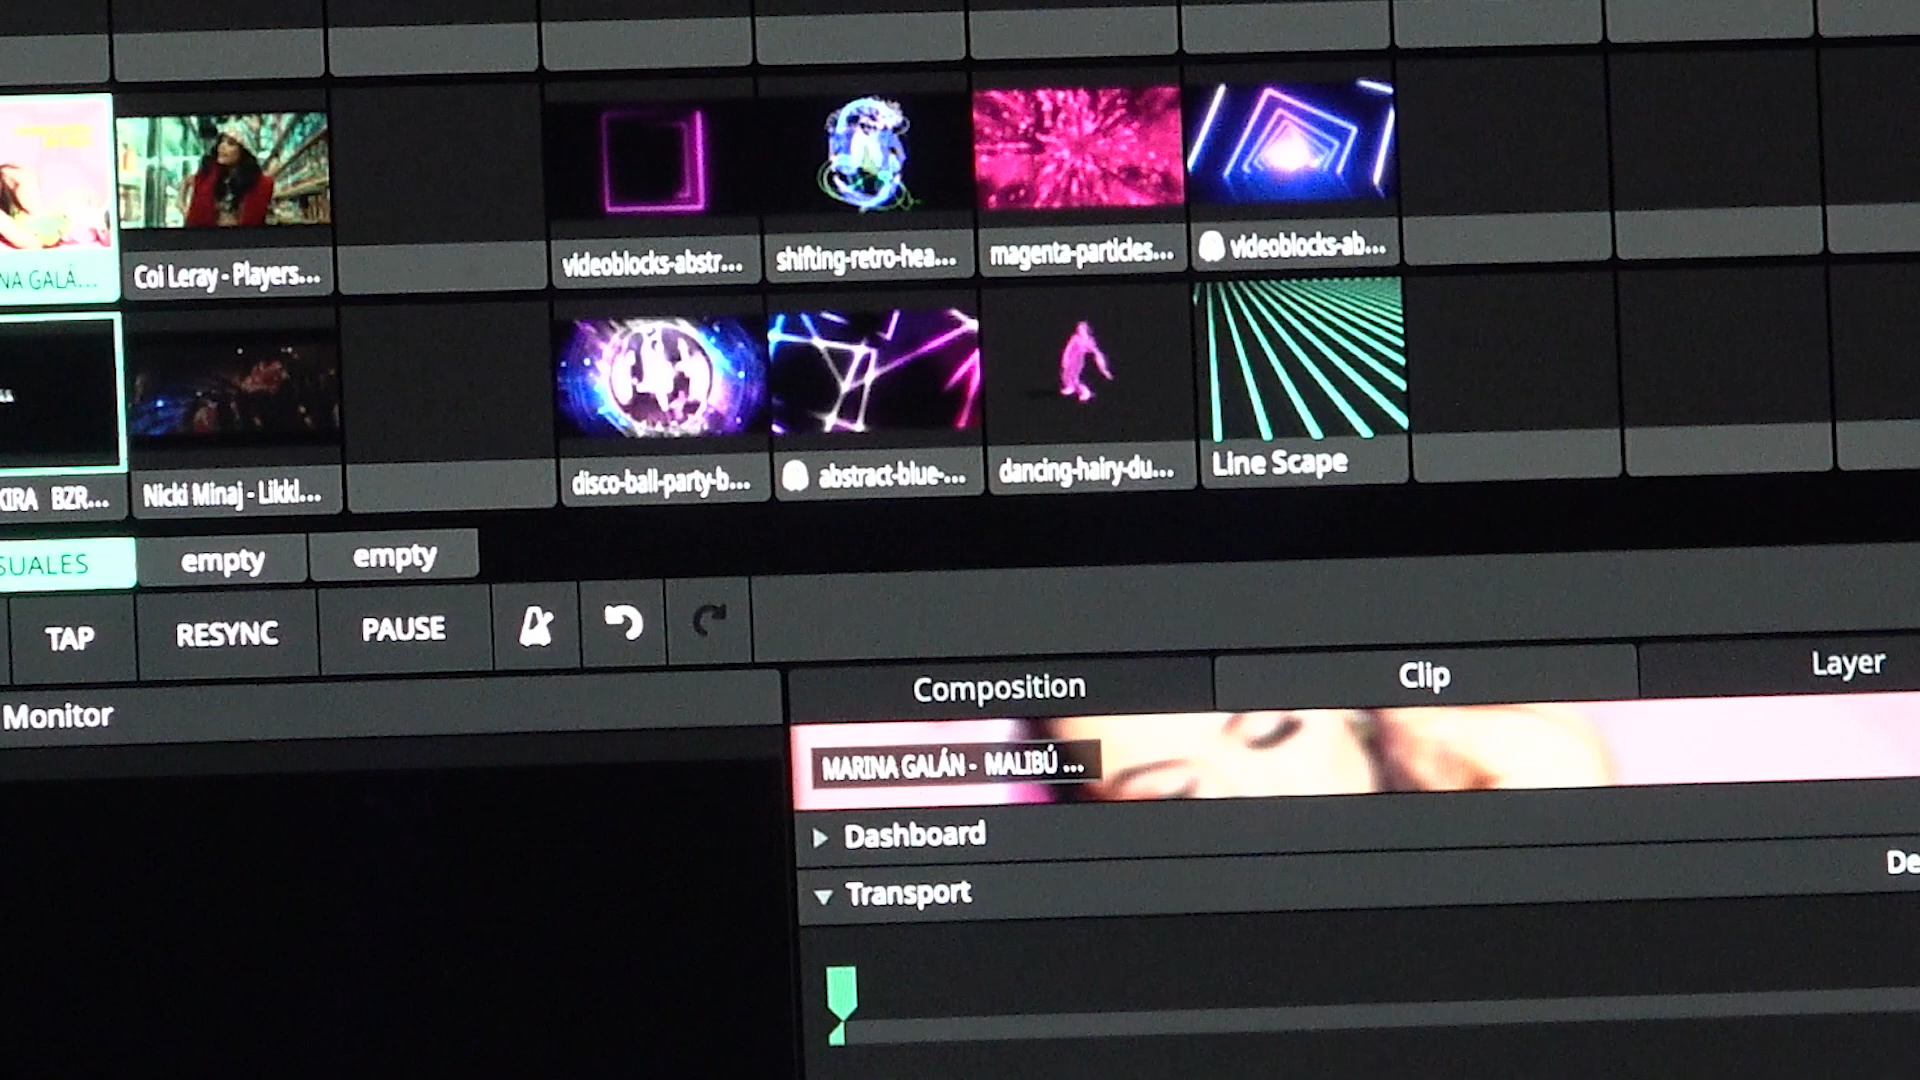 NA GALÁ...
Coi Leray - Players...
videoblocks-abstr...
shifting-retro-hea...
magenta-particles...
videoblocks-ab...
KIRA BZR...
Nicki Minaj - Likkl...
disco-ball-party-b...
abstract-blue-...
dancing-hairy-du...
Line Scape
SUALES
empty
empty
TAP
RESYNC
PAUSE
Monitor
Composition
Clip
Layer
MARINA GALÁN - MALIBÚ ...
Dashboard
Transport
De